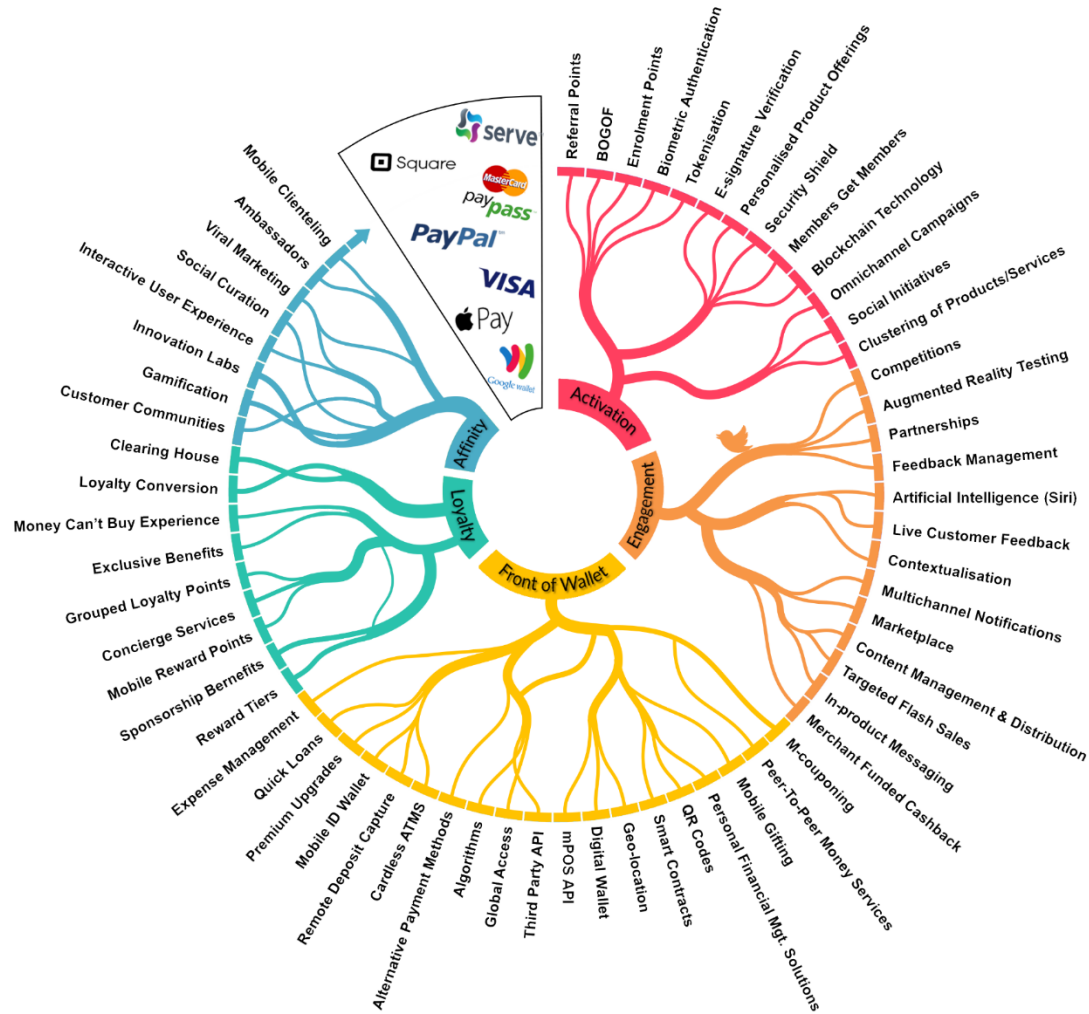 serve
Square
MasterCard
pay
pass™
PayPal™
VISA
Pay
Google wallet
Referral Points
BOGOF
Enrolment Points
Biometric Authentication
Tokenisation
E-signature Verification
Personalised Product Offerings
Security Shield
Members Get Members
Blockchain Technology
Omnichannel Campaigns
Social Initiatives
Clustering of Products/Services
Competitions
Augmented Reality Testing
Partnerships
Feedback Management
Artificial Intelligence (Siri)
Live Customer Feedback
Contextualisation
Multichannel Notifications
Marketplace
Content Management & Distribution
Targeted Flash Sales
In-product Messaging
Merchant Funded Cashback
M-couponing
Peer-To-Peer Money Services
Mobile Gifting
Personal Financial Mgt. Solutions
QR Codes
Smart Contracts
Geo-location
Digital Wallet
mPOS API
Third Party API
Global Access
Algorithms
Alternative Payment Methods
Cardless ATMS
Remote Deposit Capture
Mobile ID Wallet
Premium Upgrades
Quick Loans
Expense Management
Reward Tiers
Sponsorship Benefits
Mobile Reward Points
Concierge Services
Grouped Loyalty Points
Exclusive Benefits
Money Can't Buy Experience
Loyalty Conversion
Clearing House
Customer Communities
Gamification
Innovation Labs
Interactive User Experience
Social Curation
Viral Marketing
Ambassadors
Mobile Clienteling
Activation
Engagement
Front of Wallet
Loyalty
Affinity